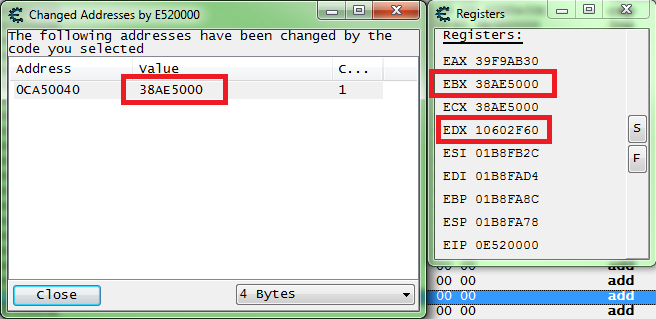 Changed Addresses by E520000
The following addresses have been changed by the
code you selected
Address Value C...
0CA50040 38AE5000 1
Close
4 Bytes
Registers
Registers:
EAX 39F9AB30
EBX 38AE5000
ECX 38AE5000
EDX 10602F60
ESI 01B8FB2C
EDI 01B8FAD4
EBP 01B8FA8C
ESP 01B8FA78
EIP 0E520000
S
F
00 00 add
00 00 add
00 00 add
00 00 add